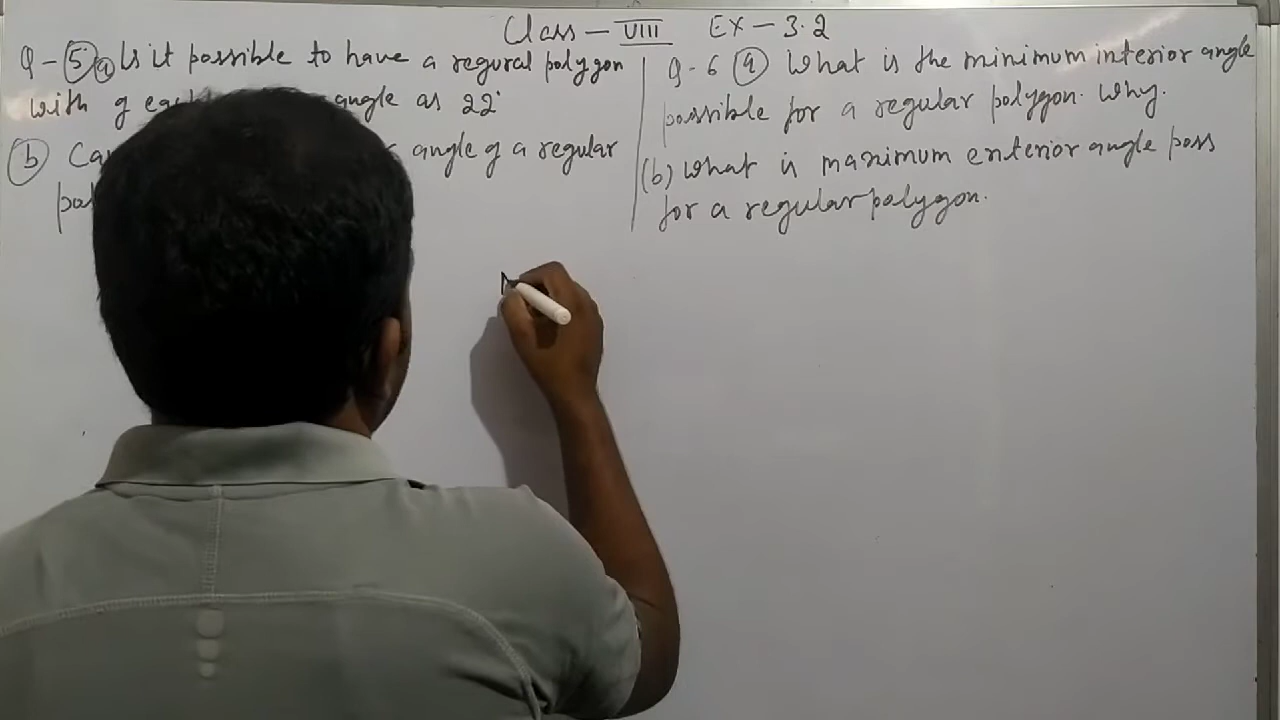 Class - VIII EX - 3.2
Q - 5 a Is it possible to have a regural polygon
with g angle as 22°
b angle g a regular
Q - 6 a What is the minimum interior angle
possible for a regular polygon. Why.
(b) What is maximum enterior angle poss
for a regular polygon.